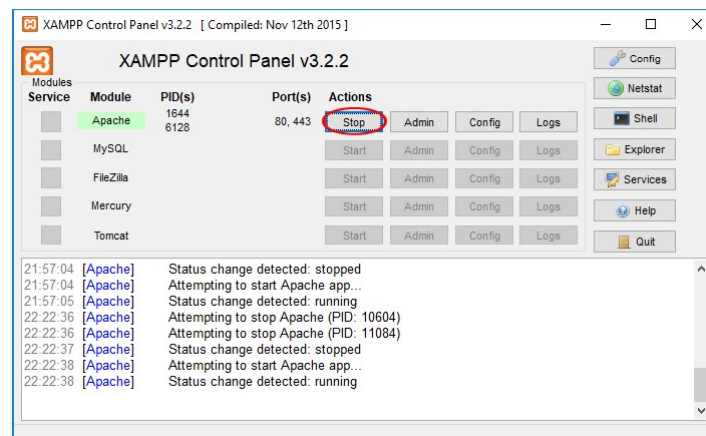 XAMPP Control Panel v3.2.2 [ Compiled: Nov 12th 2015 ]
XAMPP Control Panel v3.2.2
Config
Modules
Netstat
Service Module PID(s) Port(s) Actions
Apache 1644 6128 80, 443 Stop Admin Config Logs
Shell
MySQL Start Admin Config Logs
Explorer
FileZilla Start Admin Config Logs
Services
Mercury Start Admin Config Logs
Help
Tomcat Start Admin Config Logs
Quit
21:57:04 [Apache] Status change detected: stopped
21:57:04 [Apache] Attempting to start Apache app...
21:57:05 [Apache] Status change detected: running
22:22:36 [Apache] Attempting to stop Apache (PID: 10604)
22:22:36 [Apache] Attempting to stop Apache (PID: 11084)
22:22:37 [Apache] Status change detected: stopped
22:22:38 [Apache] Attempting to start Apache app...
22:22:38 [Apache] Status change detected: running